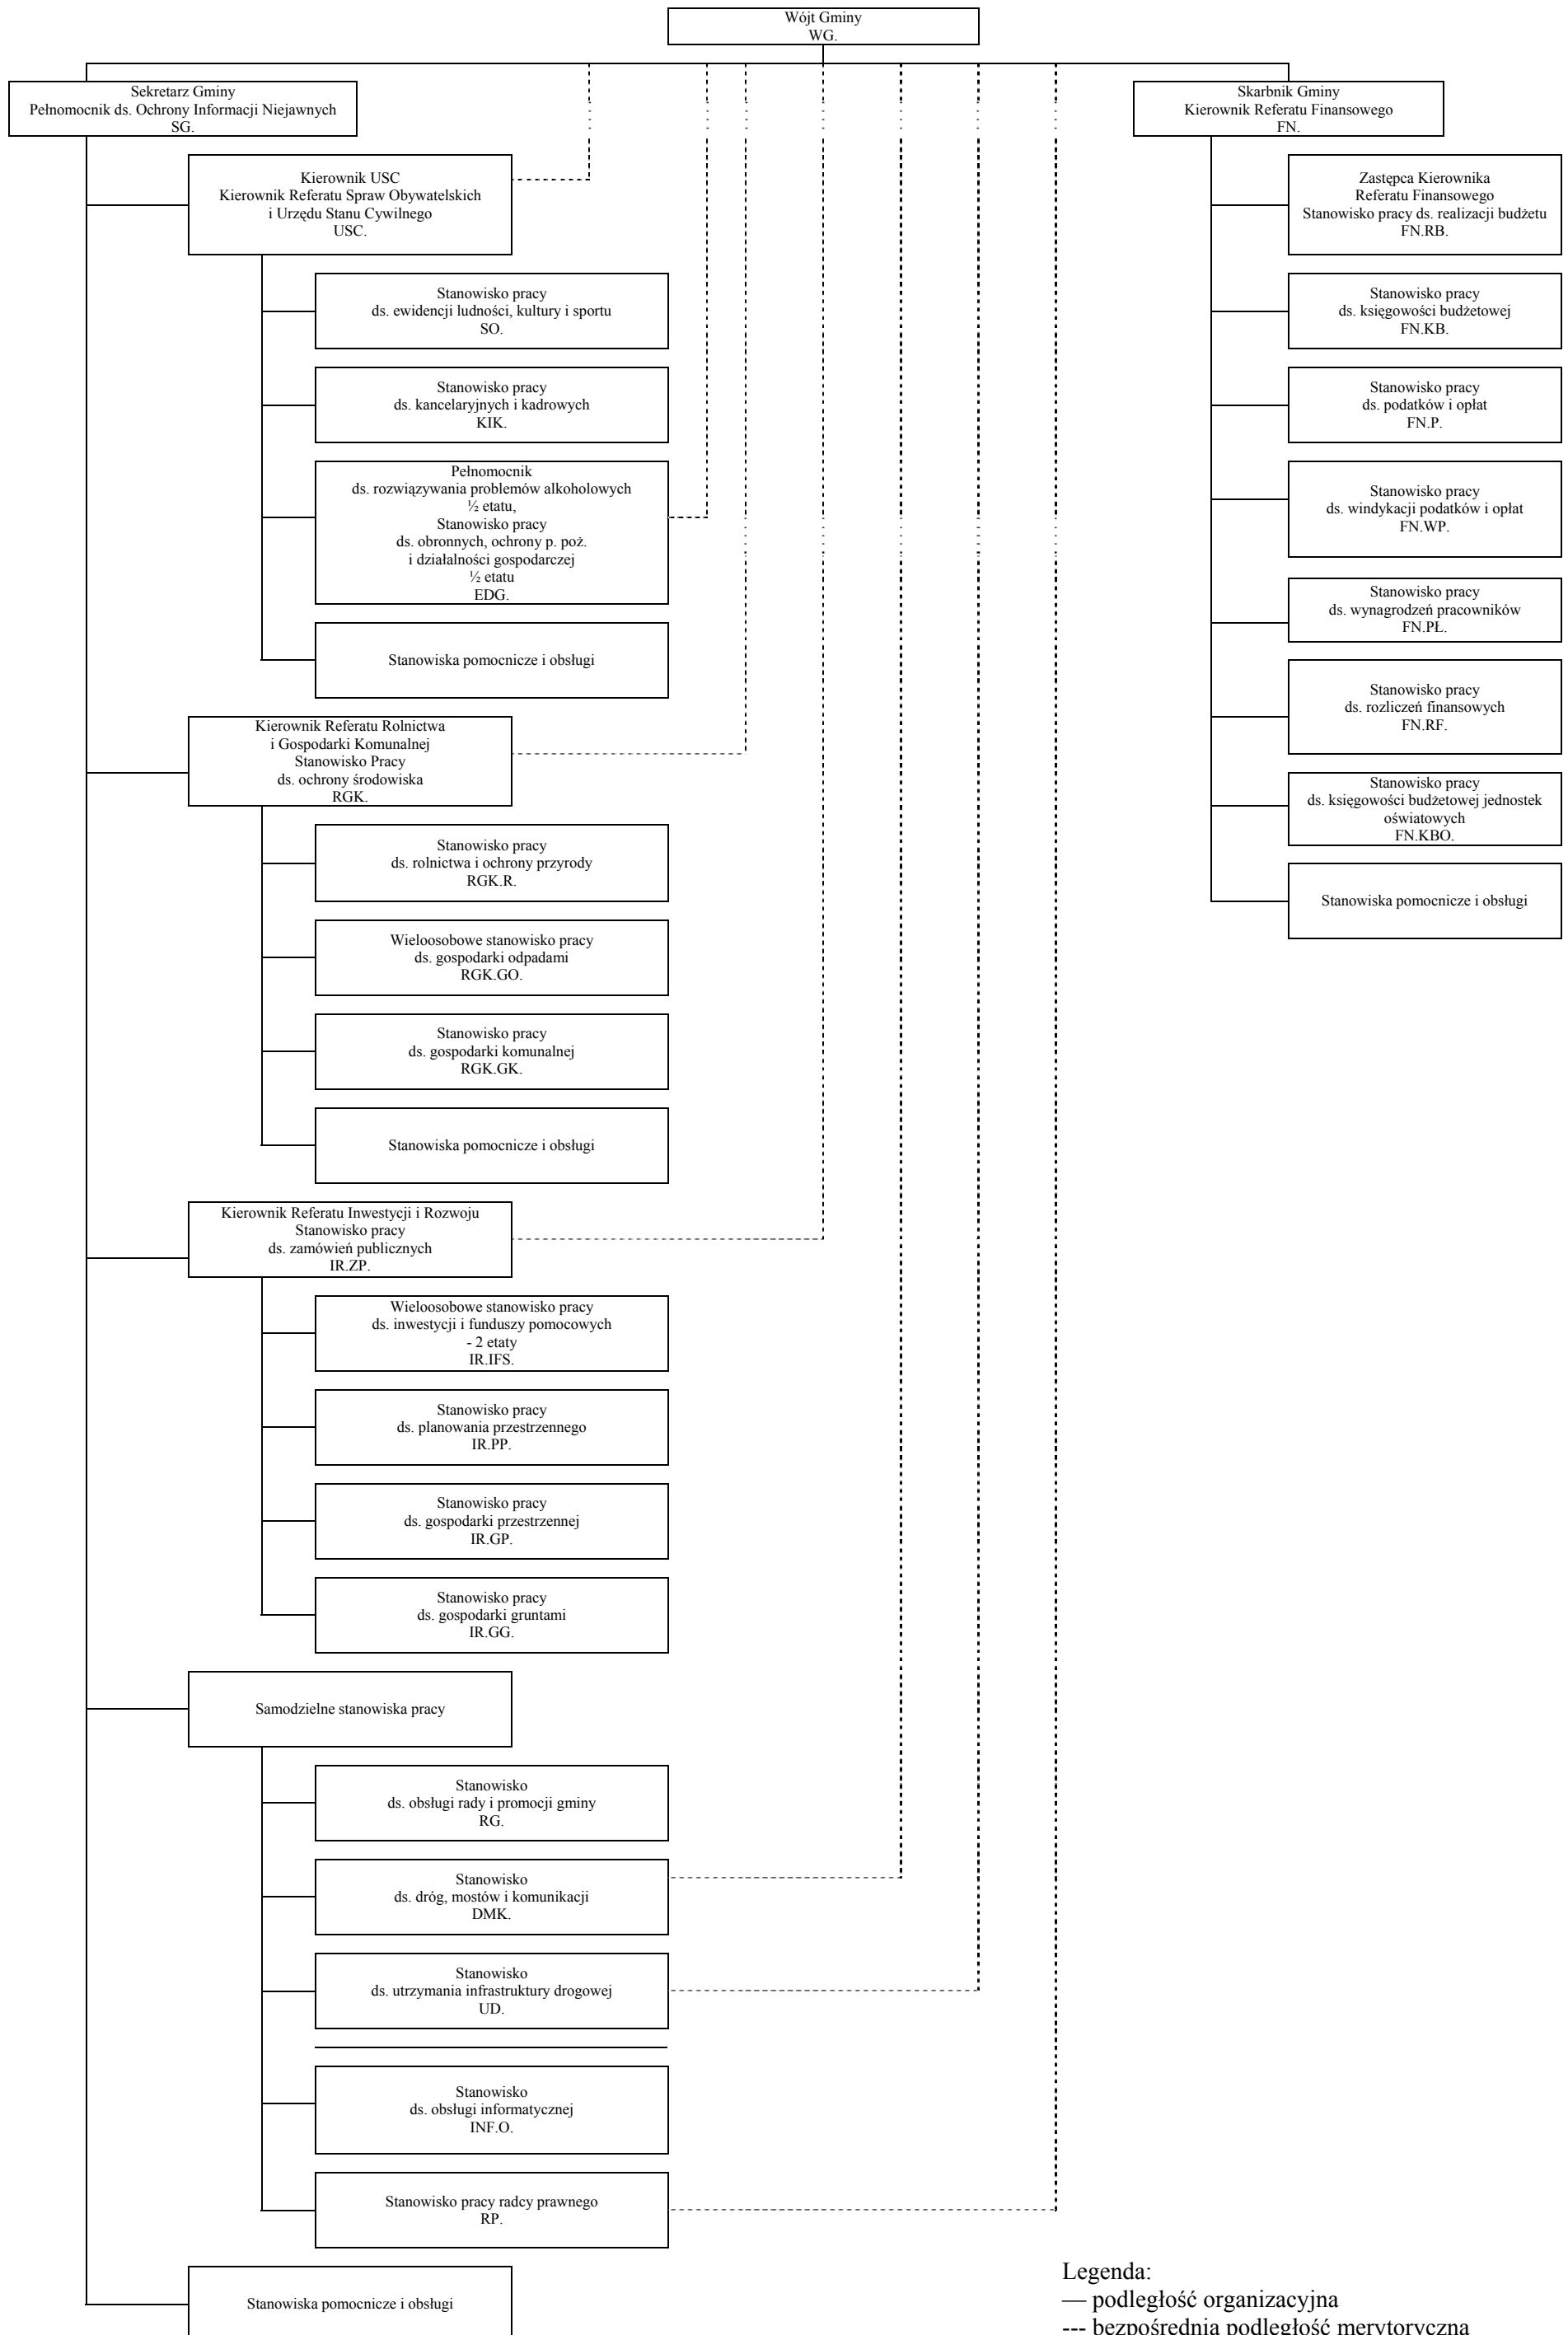 Wójt Gminy
WG.
Sekretarz Gminy
Pełnomocnik ds. Ochrony Informacji Niejawnych
SG.
Skarbnik Gminy
Kierownik Referatu Finansowego
FN.
Kierownik USC
Kierownik Referatu Spraw Obywatelskich
i Urzędu Stanu Cywilnego
USC.
Stanowisko pracy
ds. ewidencji ludności, kultury i sportu
SO.
Stanowisko pracy
ds. kancelaryjnych i kadrowych
KIK.
Pełnomocnik
ds. rozwiązywania problemów alkoholowych
½ etatu,
Stanowisko pracy
ds. obronnych, ochrony p. poż.
i działalności gospodarczej
½ etatu
EDG.
Stanowiska pomocnicze i obsługi
Kierownik Referatu Rolnictwa
i Gospodarki Komunalnej
Stanowisko Pracy
ds. ochrony środowiska
RGK.
Stanowisko pracy
ds. rolnictwa i ochrony przyrody
RGK.R.
Wieloosobowe stanowisko pracy
ds. gospodarki odpadami
RGK.GO.
Stanowisko pracy
ds. gospodarki komunalnej
RGK.GK.
Stanowiska pomocnicze i obsługi
Kierownik Referatu Inwestycji i Rozwoju
Stanowisko pracy
ds. zamówień publicznych
IR.ZP.
Wieloosobowe stanowisko pracy
ds. inwestycji i funduszy pomocowych
- 2 etaty
IR.IFS.
Stanowisko pracy
ds. planowania przestrzennego
IR.PP.
Stanowisko pracy
ds. gospodarki przestrzennej
IR.GP.
Stanowisko pracy
ds. gospodarki gruntami
IR.GG.
Samodzielne stanowiska pracy
Stanowisko
ds. obsługi rady i promocji gminy
RG.
Stanowisko
ds. dróg, mostów i komunikacji
DMK.
Stanowisko
ds. utrzymania infrastruktury drogowej
UD.
Stanowisko
ds. obsługi informatycznej
INF.O.
Stanowisko pracy radcy prawnego
RP.
Stanowiska pomocnicze i obsługi
Zastępca Kierownika
Referatu Finansowego
Stanowisko pracy ds. realizacji budżetu
FN.RB.
Stanowisko pracy
ds. księgowości budżetowej
FN.KB.
Stanowisko pracy
ds. podatków i opłat
FN.P.
Stanowisko pracy
ds. windykacji podatków i opłat
FN.WP.
Stanowisko pracy
ds. wynagrodzeń pracowników
FN.PŁ.
Stanowisko pracy
ds. rozliczeń finansowych
FN.RF.
Stanowisko pracy
ds. księgowości budżetowej jednostek
oświatowych
FN.KBO.
Stanowiska pomocnicze i obsługi
Legenda:
— podległość organizacyjna
--- bezpośrednia podległość merytoryczna